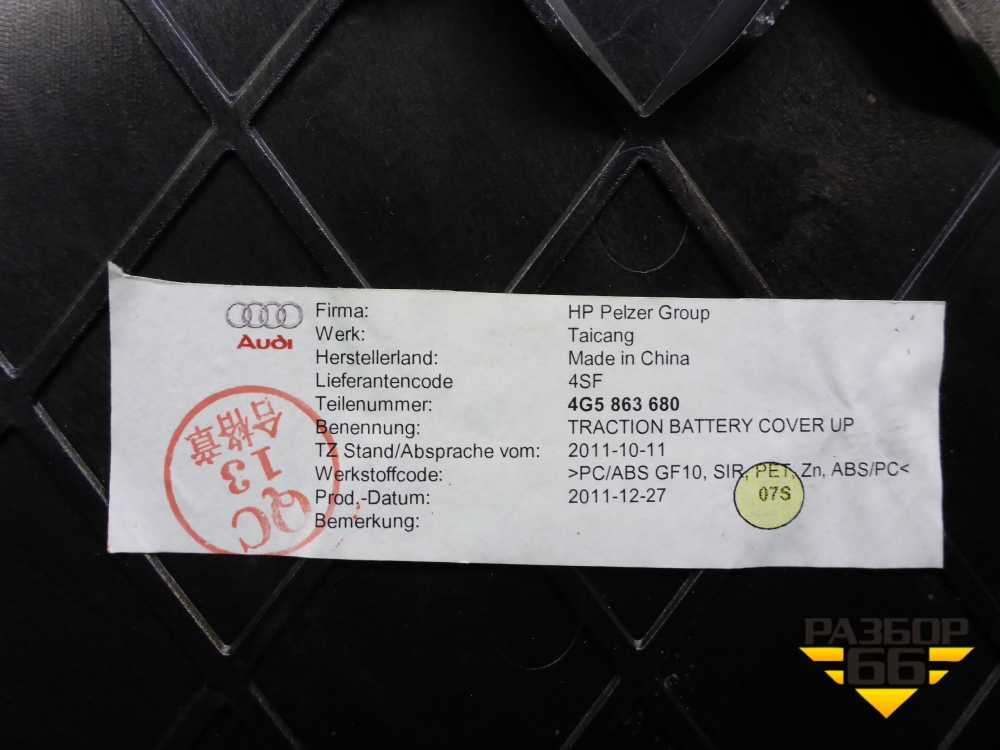 Audi
Firma: HP Pelzer Group
Werk: Taicang
Herstellerland: Made in China
Lieferantencode 4SF
Teilenummer: 4G5 863 680
Benennung: TRACTION BATTERY COVER UP
TZ Stand/Absprache vom: 2011-10-11
Werkstoffcode: >PC/ABS GF10, SIR, PET, Zn, ABS/PC<
Prod.-Datum: 2011-12-27
Bemerkung:
07S
合格章
13
QC
РАЗБОР
66